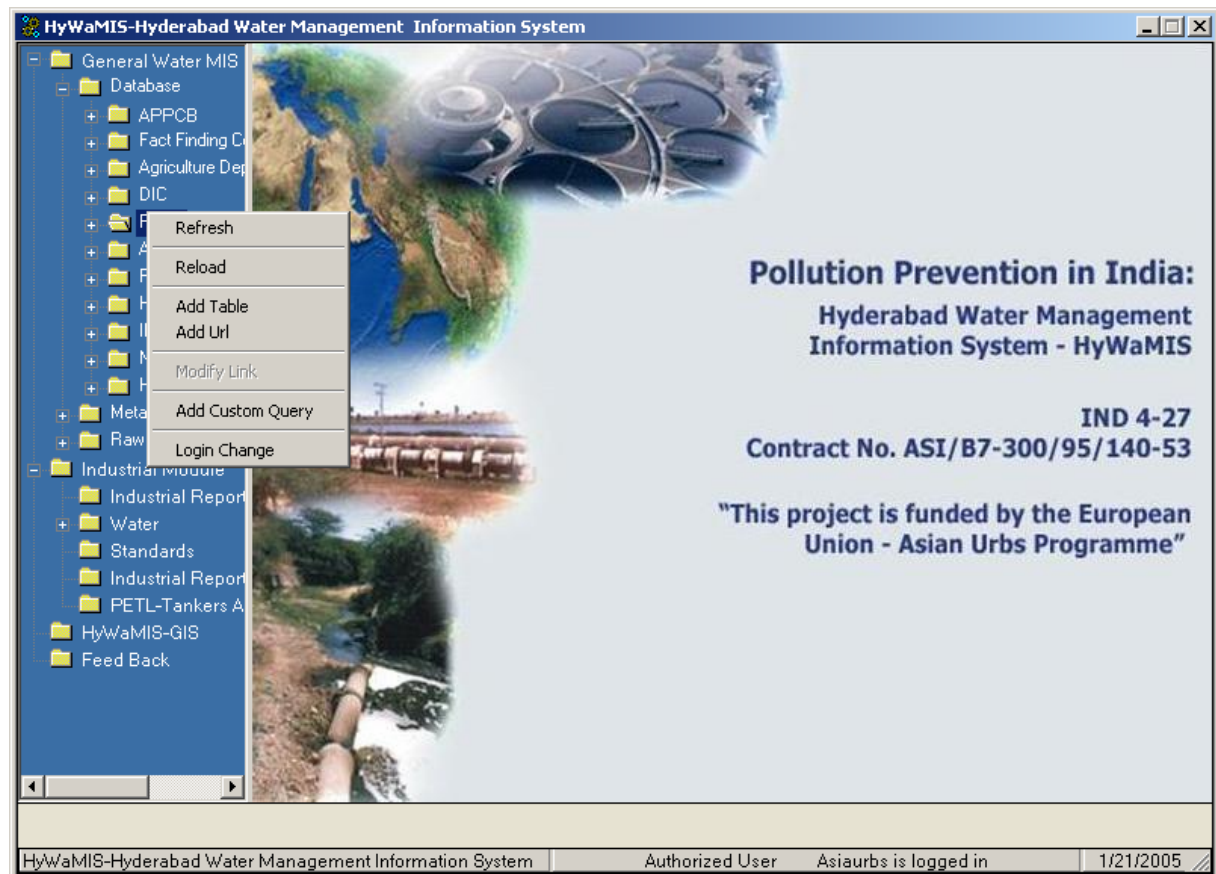 HyWaMIS-Hyderabad Water Management Information System
General Water MIS
Database
APPCB
Fact Finding
Agriculture
DIC
Refresh
Reload
Add Table
Add Url
Modify Link
Add Custom Query
Login Change
Meta
Raw
Industrial Module
Industrial Report
Water
Standards
Industrial Report
PETL-Tankers A
HyWaMIS-GIS
Feed Back
Pollution Prevention in India:
Hyderabad Water Management
Information System - HyWaMIS
IND 4-27
Contract No. ASI/B7-300/95/140-53
"This project is funded by the European
Union - Asian Urbs Programme"
HyWaMIS-Hyderabad Water Management Information System Authorized User Asiaurbs is logged in 1/21/2005